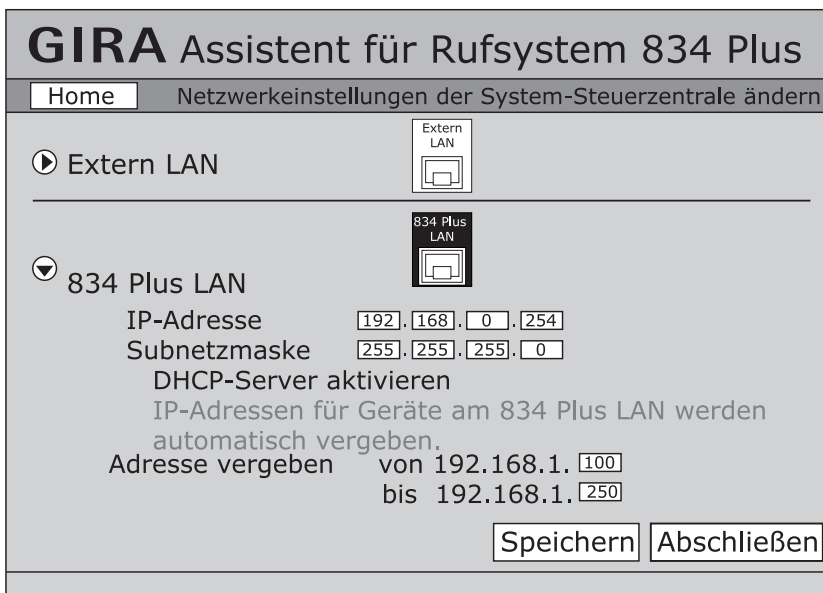 GIRA Assistent für Rufsystem 834 Plus
Home Netzwerkeinstellungen der System-Steuerzentrale ändern
Extern
LAN
Extern LAN
834 Plus
LAN
834 Plus LAN
IP-Adresse 192.168.0.254
Subnetzmaske 255.255.255.0
DHCP-Server aktivieren
IP-Adressen für Geräte am 834 Plus LAN werden
automatisch vergeben.
Adresse vergeben von 192.168.1.100
bis 192.168.1.250
Speichern Abschließen